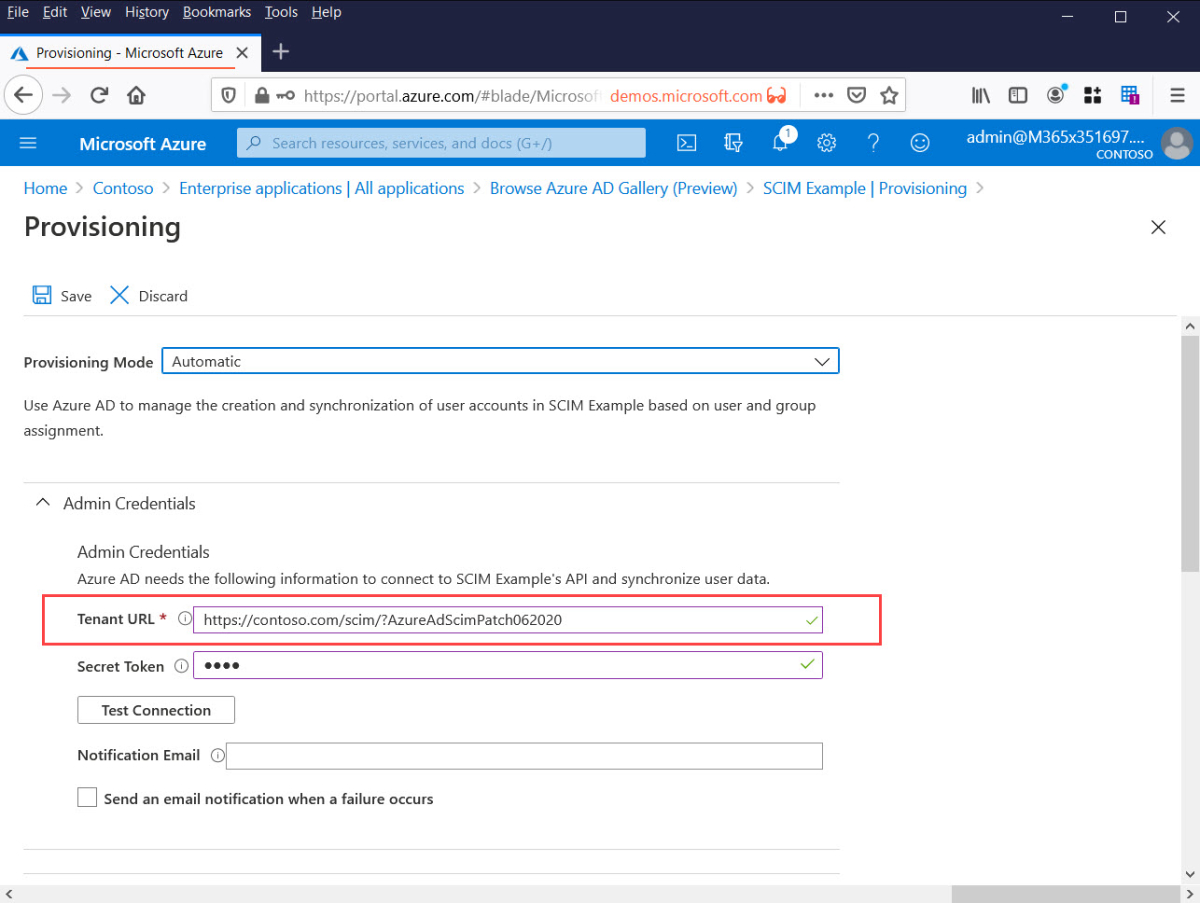 File Edit View History Bookmarks Tools Help
Provisioning - Microsoft Azure
https://portal.azure.com/#blade/Microsof demos.microsoft.com
Microsoft Azure
Search resources, services, and docs (G+/)
1
admin@M365x351697....
CONTOSO
Home > Contoso > Enterprise applications | All applications > Browse Azure AD Gallery (Preview) > SCIM Example | Provisioning >
Provisioning
Save Discard
Provisioning Mode Automatic
Use Azure AD to manage the creation and synchronization of user accounts in SCIM Example based on user and group
assignment.
Admin Credentials
Admin Credentials
Azure AD needs the following information to connect to SCIM Example's API and synchronize user data.
Tenant URL * https://contoso.com/scim/?AzureAdScimPatch062020
Secret Token ●●●●
Test Connection
Notification Email
Send an email notification when a failure occurs